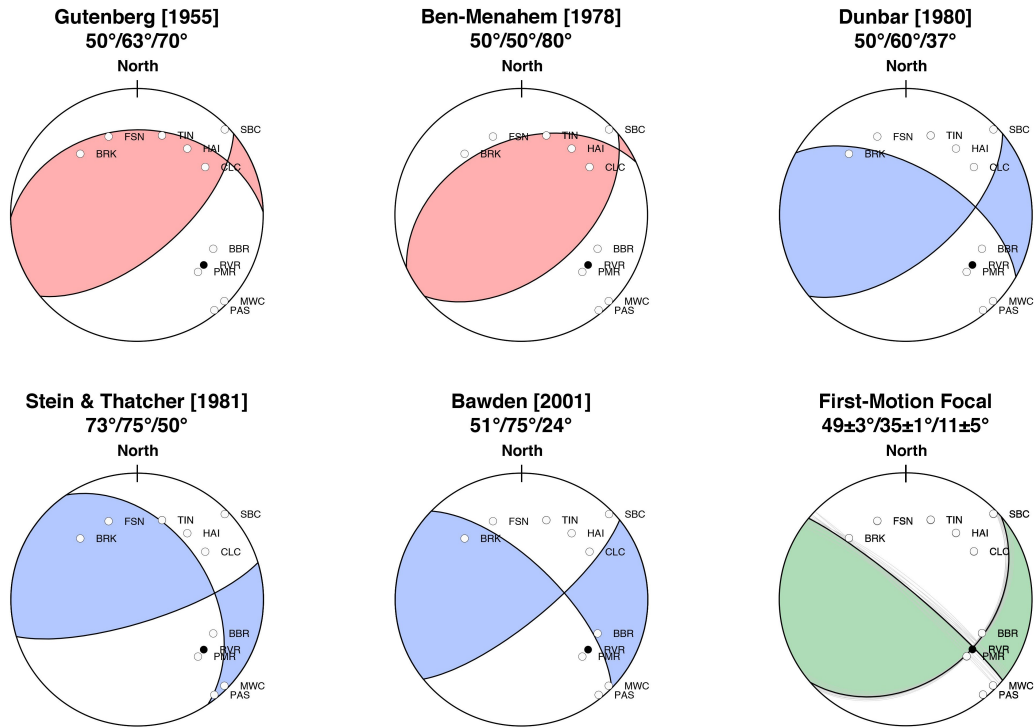 Gutenberg [1955]
50°/63°/70°
North
FSN
TIN
SBC
BRK
HAI
CLC
BBR
RVR
PMR
MWC
PAS
Ben-Menahem [1978]
50°/50°/80°
North
FSN
TIN
SBC
BRK
HAI
CLC
BBR
RVR
PMR
MWC
PAS
Dunbar [1980]
50°/60°/37°
North
FSN
TIN
SBC
BRK
HAI
CLC
BBR
RVR
PMR
MWC
PAS
Stein & Thatcher [1981]
73°/75°/50°
North
FSN
TIN
SBC
BRK
HAI
CLC
BBR
RVR
PMR
MWC
PAS
Bawden [2001]
51°/75°/24°
North
FSN
TIN
SBC
BRK
HAI
CLC
BBR
RVR
PMR
MWC
PAS
First-Motion Focal
49±3°/35±1°/11±5°
North
FSN
TIN
SBC
BRK
HAI
CLC
BBR
RVR
PMR
MWC
PAS